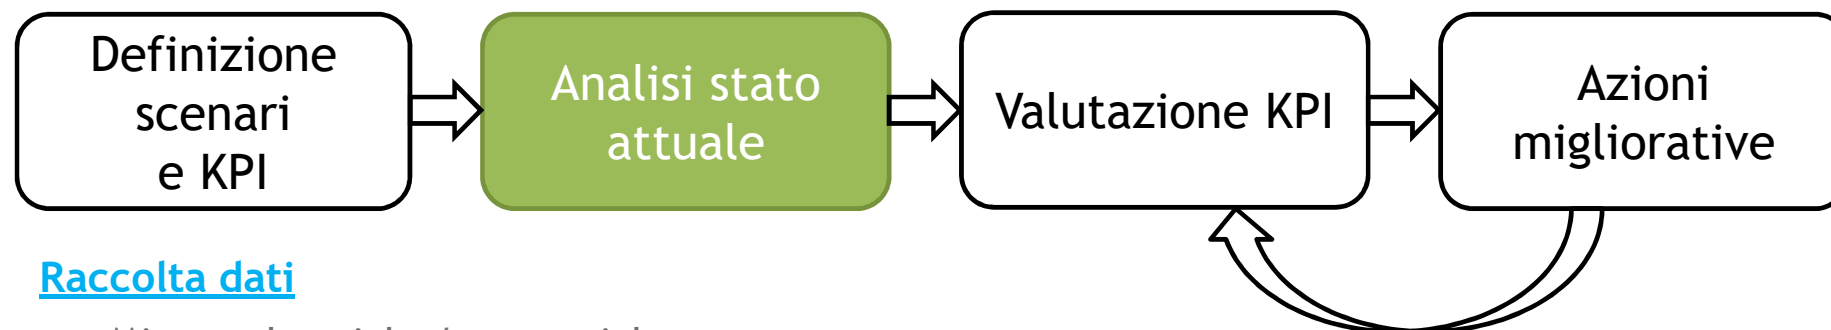 Definizione
scenari
e KPI
Analisi stato
attuale
Valutazione KPI
Azioni
migliorative
Raccolta dati